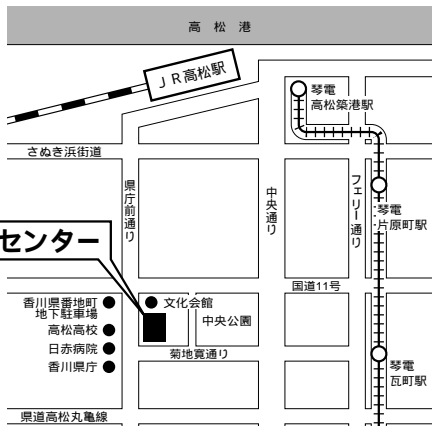 高松港
JR高松駅
琴電
高松築港駅
さぬき浜街道
県庁前通り
中央通り
フェリー通り
琴電
片原町駅
センター
国道11号
香川県番地町
地下駐車場
文化会館
中央公園
高松高校
日赤病院
菊池寛通り
香川県庁
琴電
瓦町駅
県道高松丸亀線